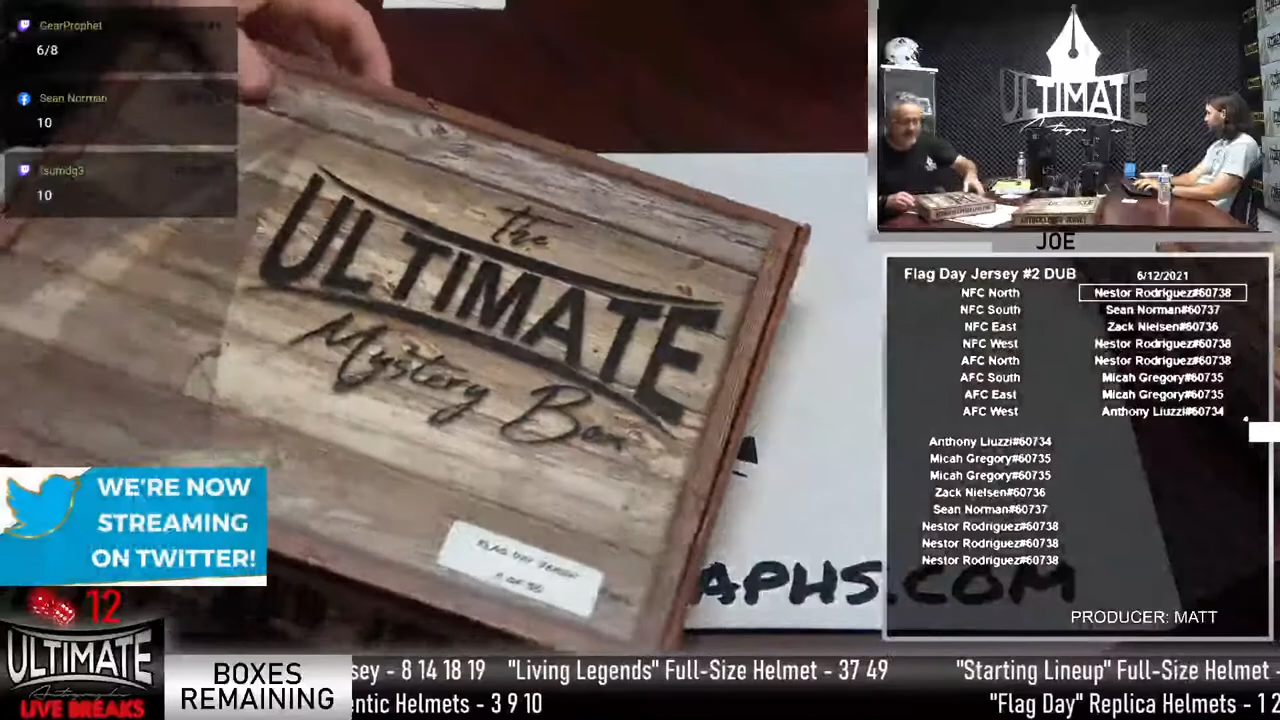 GearProphet
6/8
Sean Norman
10
10
the
ULTIMATE
Mystery Box
FLAG DAY JERSEY
APHS.COM
WE'RE NOW
STREAMING
ON TWITTER!
12
ULTIMATE
Autographs
LIVE BREAKS
BOXES
REMAINING
sey - 8 14 18 19 "Living Legends" Full-Size Helmet - 37 49 "Starting Lineup" Full-Size Helmet -
entic Helmets - 3 9 10 "Flag Day" Replica Helmets - 1 2
ULTIMATE
Autographs
JOE
Flag Day Jersey #2 DUB 6/12/2021
NFC North Nestor Rodriguez#60738
NFC South Sean Norman#60737
NFC East Zack Nielsen#60736
NFC West Nestor Rodriguez#60738
AFC North Nestor Rodriguez#60738
AFC South Micah Gregory#60735
AFC East Micah Gregory#60735
AFC West Anthony Liuzzi#60734
Anthony Liuzzi#60734
Micah Gregory#60735
Micah Gregory#60735
Zack Nielsen#60736
Sean Norman#60737
Nestor Rodriguez#60738
Nestor Rodriguez#60738
Nestor Rodriguez#60738
PRODUCER: MATT